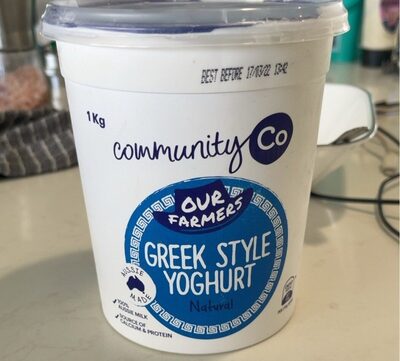 BEST BEFORE 17/03/22 13:42
1Kg
community Co
OUR
FARMERS
GREEK STYLE
YOGHURT
Natural
AUSSIE
MADE
100%
AUSSIE MILK
SOURCE OF
CALCIUM & PROTEIN